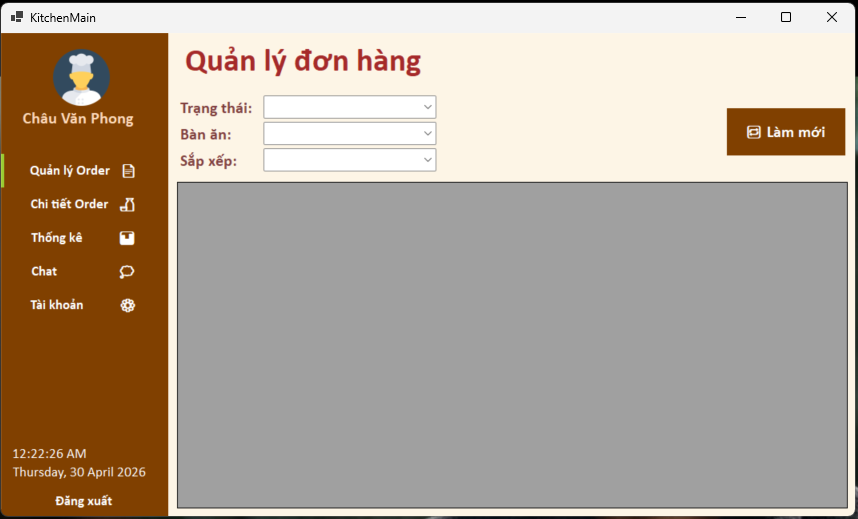 KitchenMain
Châu Văn Phong
Quản lý Order
Chi tiết Order
Thống kê
Chat
Tài khoản
12:22:26 AM
Thursday, 30 April 2026
Đăng xuất
Quản lý đơn hàng
Trạng thái:
Bàn ăn:
Sắp xếp:
Làm mới